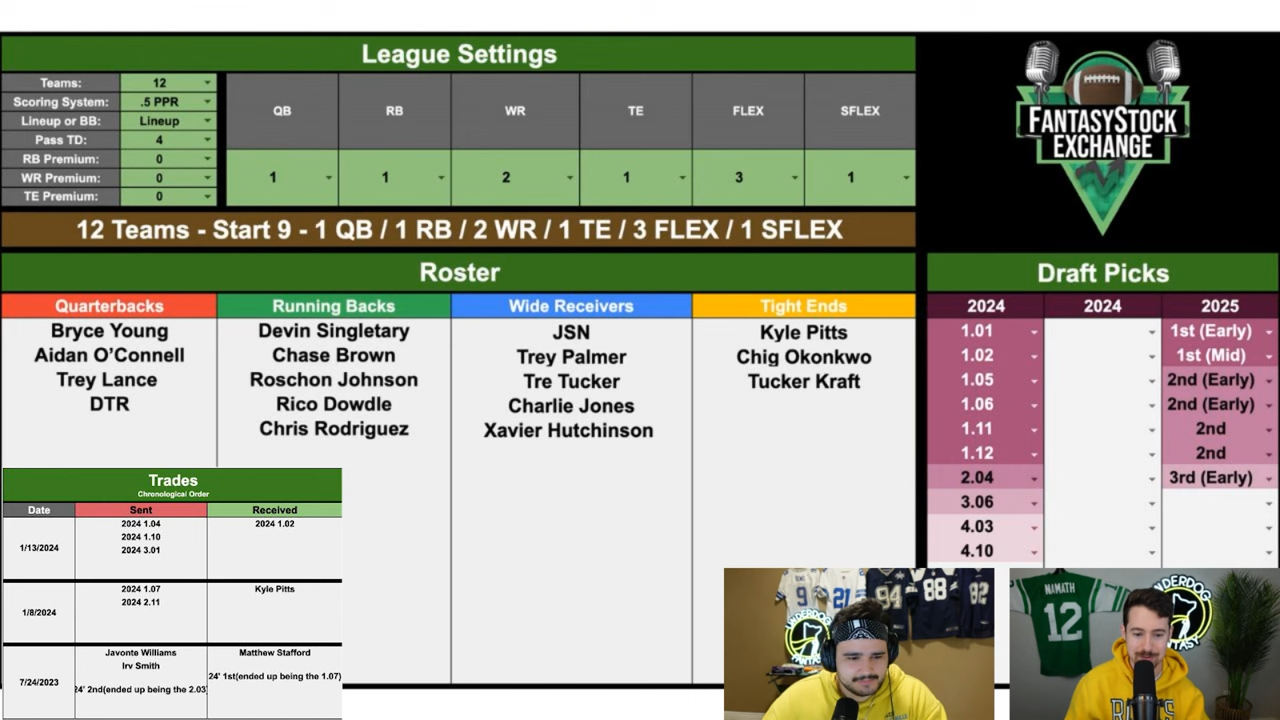 League Settings
Teams: 12
Scoring System: .5 PPR
Lineup or BB: Lineup
Pass TD: 4
RB Premium: 0
WR Premium: 0
TE Premium: 0
QB RB WR TE FLEX SFLEX
1 1 2 1 3 1
FANTASYSTOCK
EXCHANGE
12 Teams - Start 9 - 1 QB / 1 RB / 2 WR / 1 TE / 3 FLEX / 1 SFLEX
Roster
Quarterbacks Running Backs Wide Receivers Tight Ends
Bryce Young Devin Singletary JSN Kyle Pitts
Aidan O'Connell Chase Brown Trey Palmer Chig Okonkwo
Trey Lance Roschon Johnson Tre Tucker Tucker Kraft
DTR Rico Dowdle Charlie Jones
Chris Rodriguez Xavier Hutchinson
Draft Picks
2024 2024 2025
1.01 1st (Early)
1.02 1st (Mid)
1.05 2nd (Early)
1.06 2nd (Early)
1.11 2nd
1.12 2nd
2.04 3rd (Early)
3.06
4.03
4.10
Trades
Chronological Order
Date Sent Received
1/13/2024
2024 1.04 2024 1.02
2024 1.10
2024 3.01
1/8/2024
2024 1.07 Kyle Pitts
2024 2.11
7/24/2023
Javonte Williams Matthew Stafford
Irv Smith
24' 2nd(ended up being the 2.03) 24' 1st(ended up being the 1.07)
9 21 94 88 82
NAMATH
12